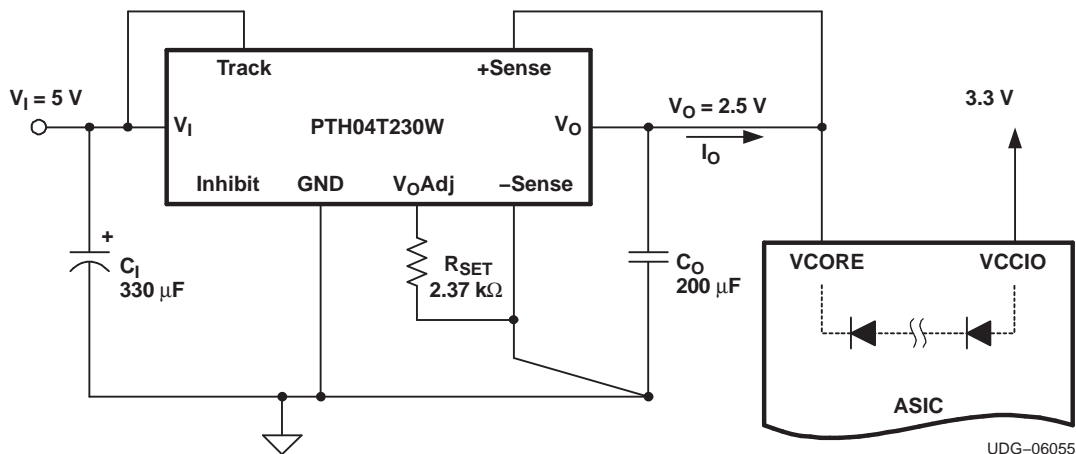 Track
+Sense
V_I = 5 V
V_I
PTH04T230W
V_O
V_O = 2.5 V
I_O
3.3 V
Inhibit
GND
V_OAdj
–Sense
+
C_I
330 μF
R_SET
2.37 kΩ
C_O
200 μF
VCORE
VCCIO
ASIC
UDG–06055